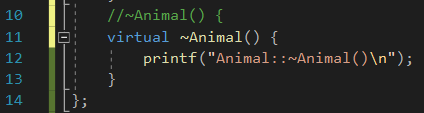 10 //~Animal() {
11 virtual ~Animal() {
12 printf("Animal::~Animal()\n");
13 }
14 };